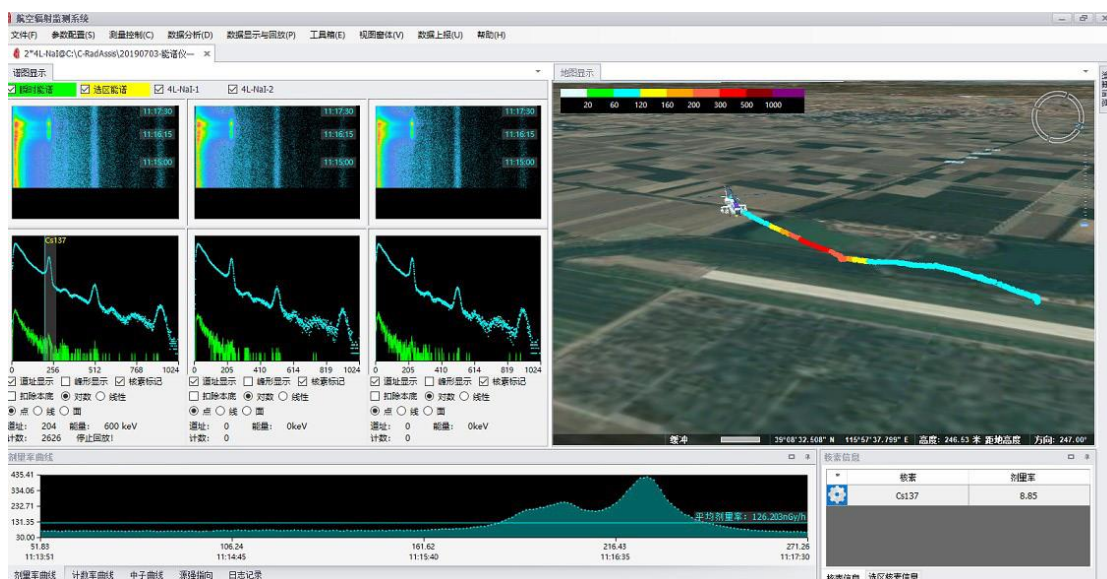 航空辐射监测系统
文件(F) 参数配置(S) 测量控制(C) 数据分析(D) 数据显示与回放(P) 工具箱(E) 视图窗体(V) 数据上报(U) 帮助(H)
2*4L-NaI@C:\C-RadAssis\20190703-能谱仪—
谱图显示
瞬时能谱 选区能谱 4L-NaI-1 4L-NaI-2
11:17:30 11:17:30 11:17:30
11:16:15 11:16:15 11:16:15
11:15:00 11:15:00 11:15:00
Cs137
0 256 512 768 1024 0 205 410 614 819 1024 0 205 410 614 819 1024
道址显示 峰形显示 核素标记 道址显示 峰形显示 核素标记 道址显示 峰形显示 核素标记
扣除本底 对数 线性 扣除本底 对数 线性 扣除本底 对数 线性
点 线 面 点 线 面 点 线 面
道址: 204 能量: 600 keV 道址: 0 能量: 0keV 道址: 0 能量: 0keV
计数: 2626 停止回放! 计数: 0 计数: 0
地图显示
20 60 120 160 200 300 500 1000
缓冲 39°08'32.508" N 115°57'37.799" E 高度: 246.53 米 距地高度 方向: 247.00°
剂量率曲线
435.41
334.06
232.71
131.35
30.00
平均剂量率: 126.203nGy/h
51.83 106.24 161.62 216.43 271.26
11:13:51 11:14:45 11:15:40 11:16:35 11:17:30
剂量率曲线 计数率曲线 中子曲线 源强指向 日志记录
核素信息
* 核素 剂量率
Cs137 8.85
核素信息 选区核素信息